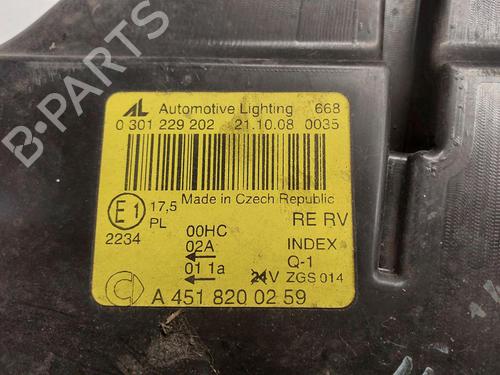 AL Automotive Lighting 668
0 301 229 202 21.10.08 0035
Made in Czech Republic
E1 17,5
PL
2234
00HC
02A
01 1a
RE RV
INDEX
Q-1
24V ZGS 014
A 451 820 02 59
B-PARTS